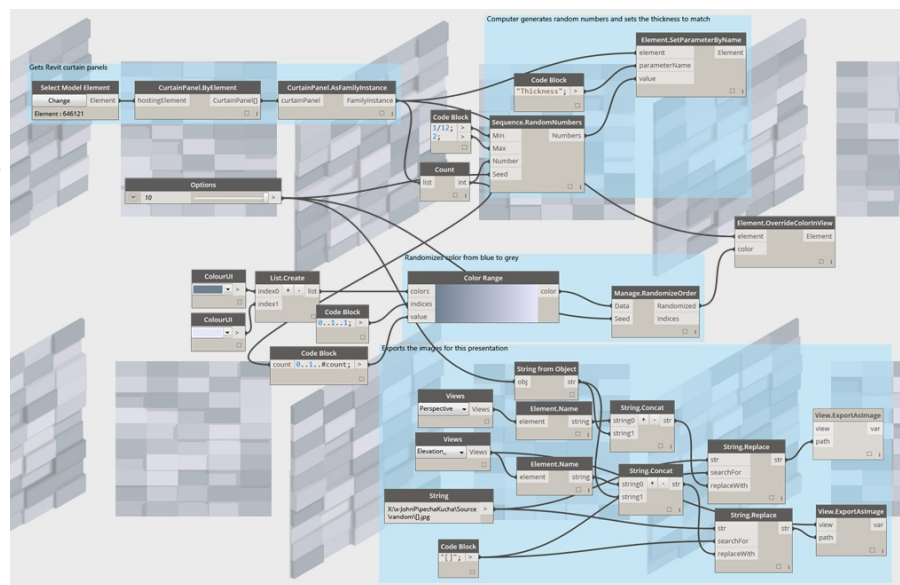 Computer generates random numbers and sets the thickness to match
Element.SetParameterByName
element Element
parameterName
value
Gets Revit curtain panels
Select Model Element
Change Element
Element : 646121
CurtainPanel.ByElement
hostingElement CurtainPanel[]
CurtainPanel.AsFamilyInstance
curtainPanel FamilyInstance
Code Block
"Thickness"; >
Code Block
1/12; >
2; >
Sequence.RandomNumbers
Min Numbers
Max
Number
Seed
Count
list int
Options
10 >
Element.OverrideColorInView
element Element
color
Randomizes color from blue to grey
ColourUI
>
ColourUI
>
List.Create
index0 + - list
index1
Code Block
0..1..1; >
Color Range
colors color
indices
value
Manage.RandomizeOrder
Data Randomized
Seed Indices
Code Block
count 0..1..#count; >
Exports the images for this presentation
String from Object
obj str
Views
Perspective Views
Element.Name
element string
String.Concat
string0 + - str
string1
View.ExportAsImage
view var
path
Views
Elevation_ Views
Element.Name
element string
String.Concat
string0 + - str
string1
String.Replace
str str
searchFor
replaceWith
String
X:\x-JohnP\pechaKucha\Source
\random\[].jpg >
String.Replace
str str
searchFor
replaceWith
View.ExportAsImage
view var
path
Code Block
"[]"; >